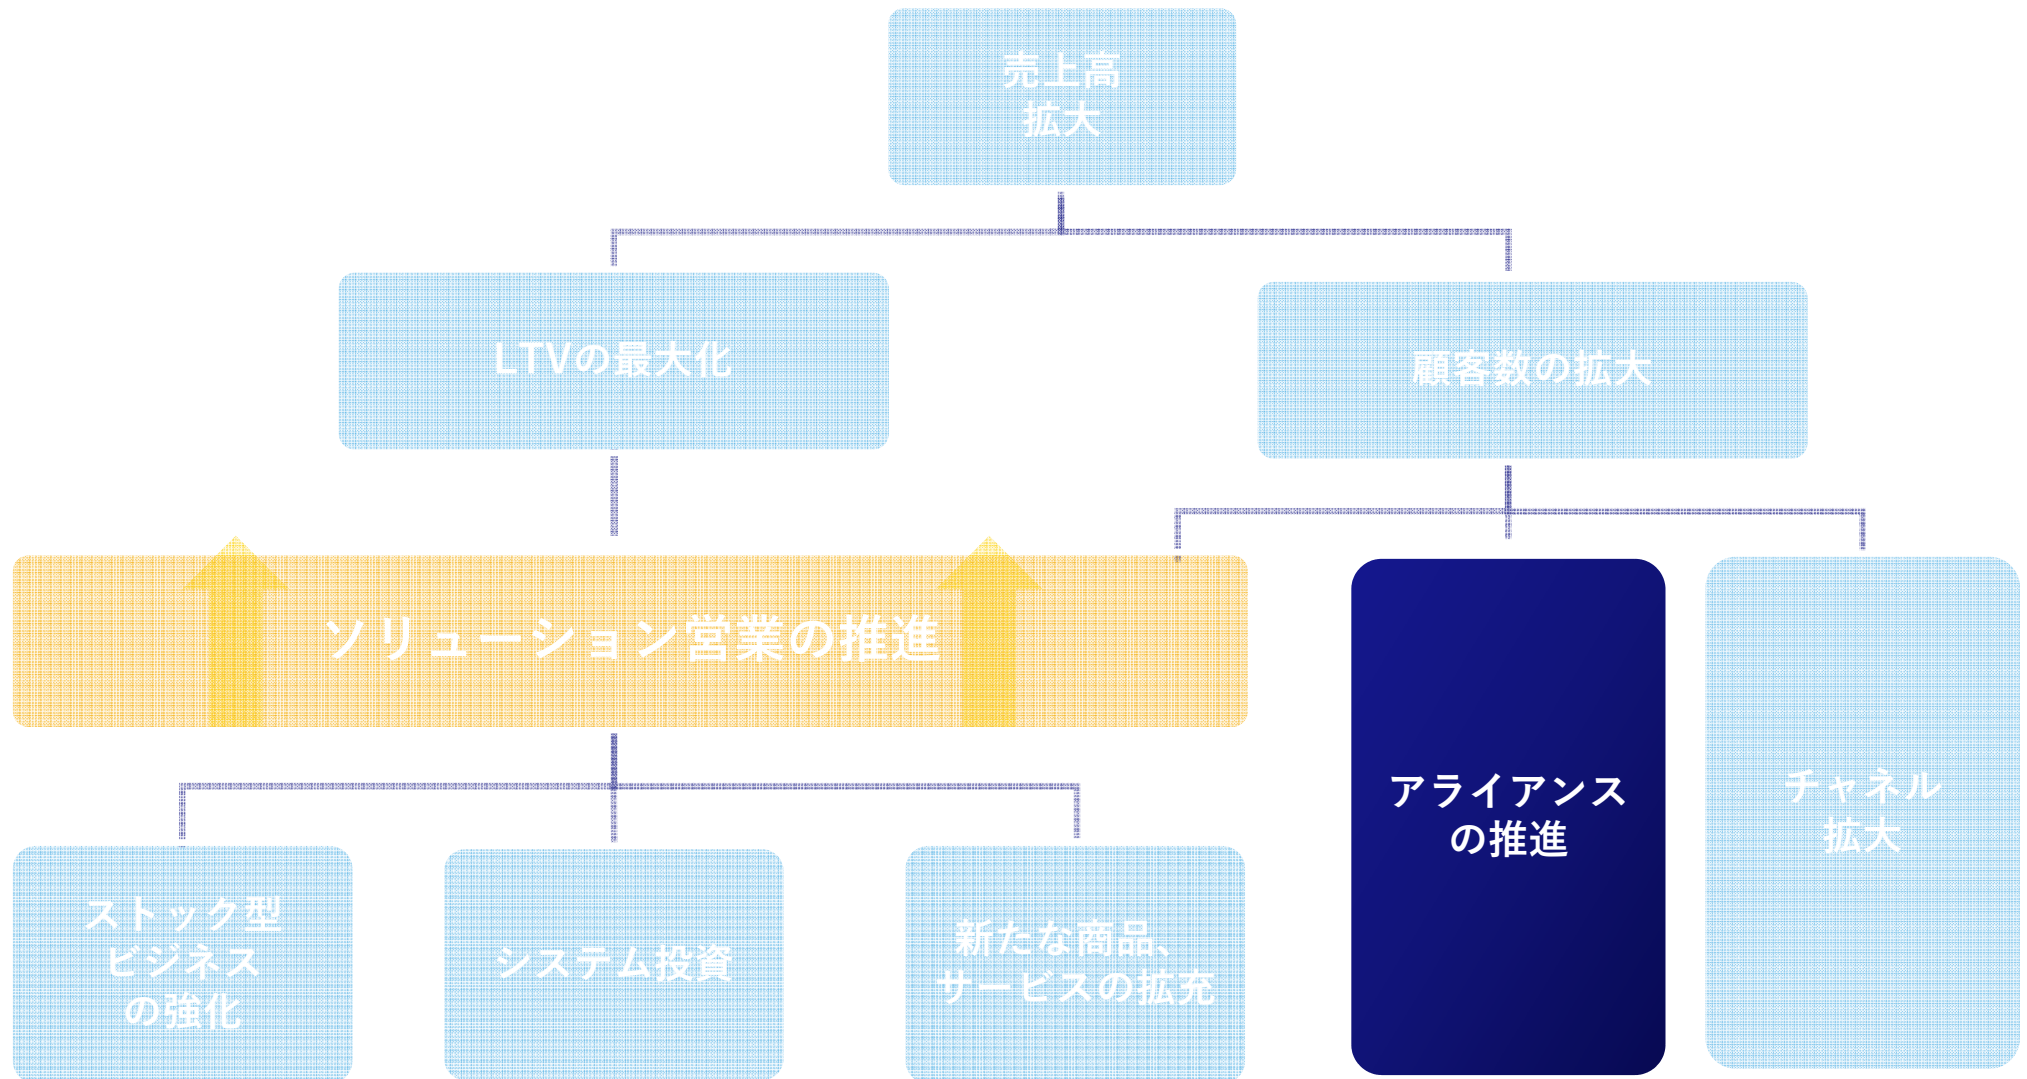 売上高
拡大
LTVの最大化
顧客数の拡大
ソリューション営業の推進
アライアンス
の推進
チャネル
拡大
ストック型
ビジネス
の強化
システム投資
新たな商品、
サービスの拡充